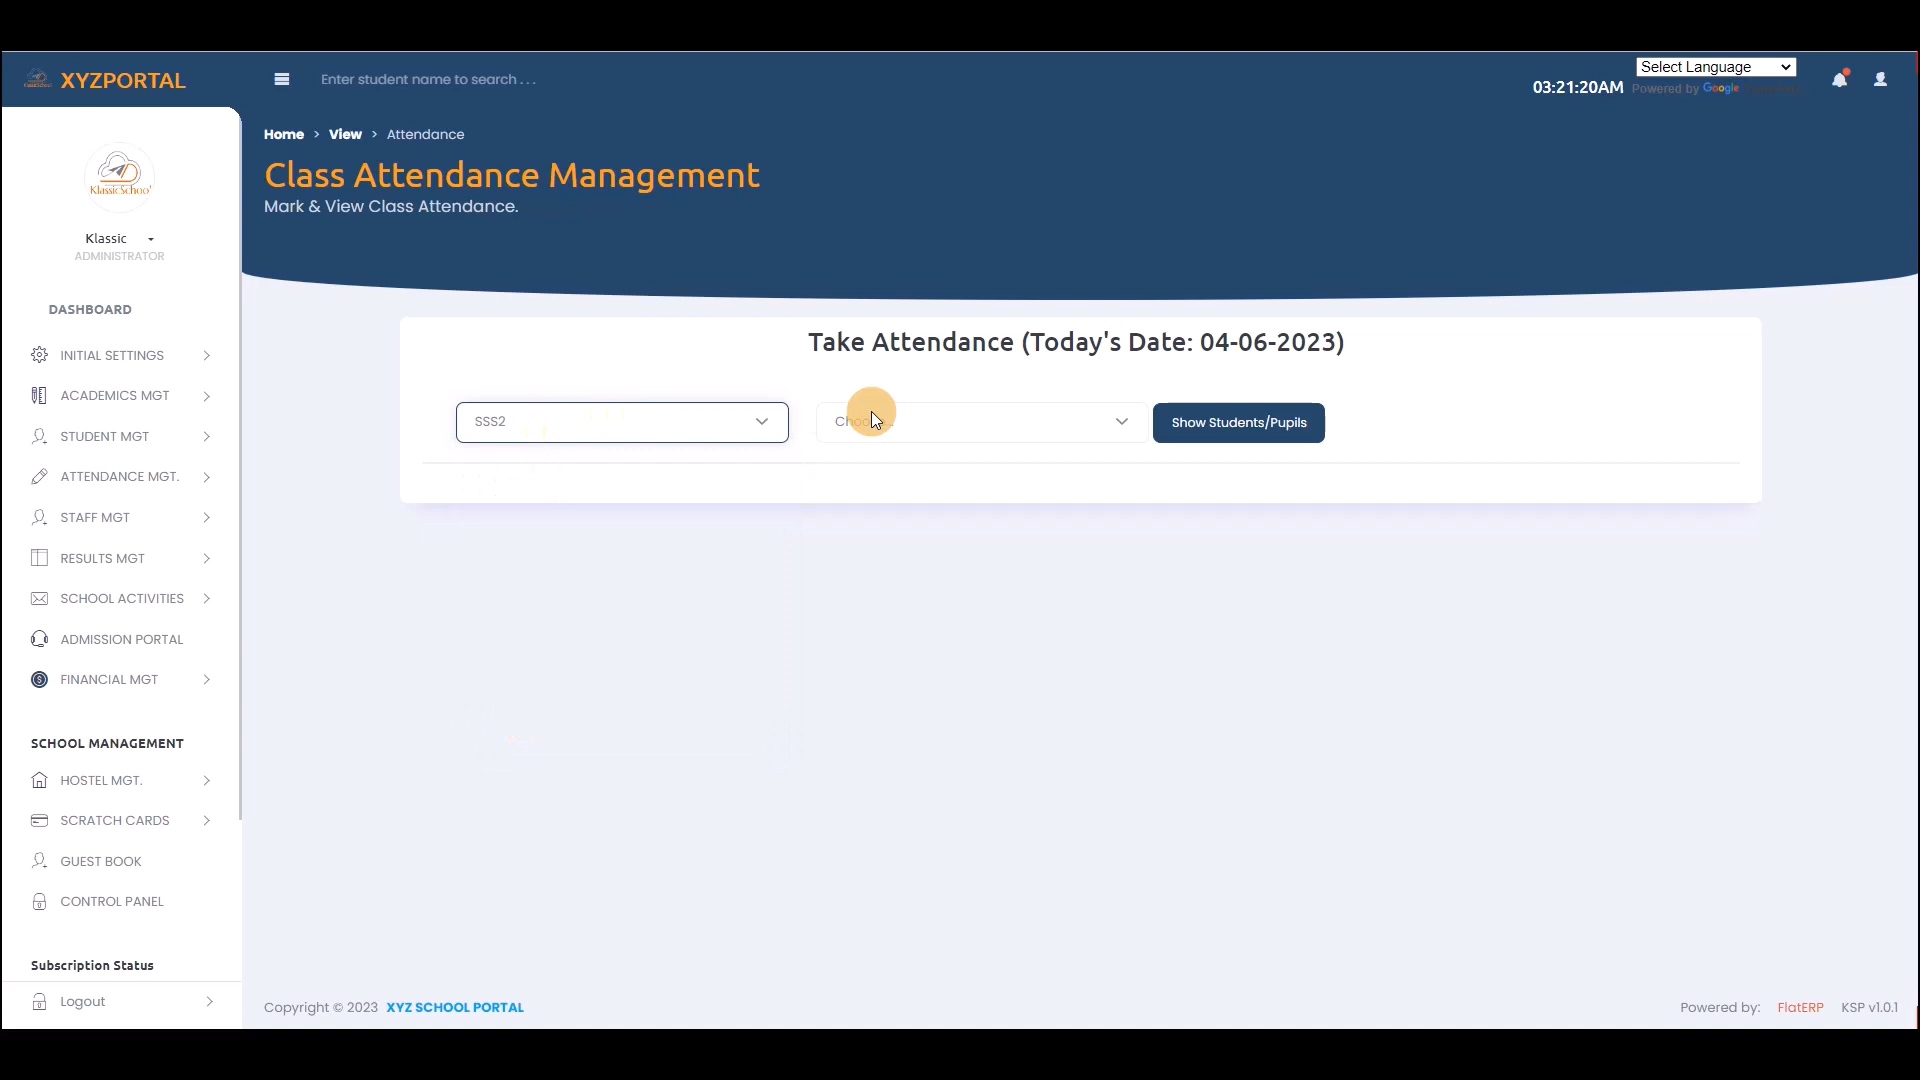 XYZPORTAL
Enter student name to search . . .
03:21:20AM
Select Language
Powered by Google
Home > View > Attendance
Class Attendance Management
Mark & View Class Attendance.
KlassicSchool
Klassic
ADMINISTRATOR
DASHBOARD
INITIAL SETTINGS
ACADEMICS MGT
STUDENT MGT
ATTENDANCE MGT.
STAFF MGT
RESULTS MGT
SCHOOL ACTIVITIES
ADMISSION PORTAL
FINANCIAL MGT
SCHOOL MANAGEMENT
HOSTEL MGT.
SCRATCH CARDS
GUEST BOOK
CONTROL PANEL
Subscription Status
Logout
Take Attendance (Today's Date: 04-06-2023)
SSS2
Show Students/Pupils
Copyright © 2023 XYZ SCHOOL PORTAL
Powered by: FlatERP KSP v1.0.1